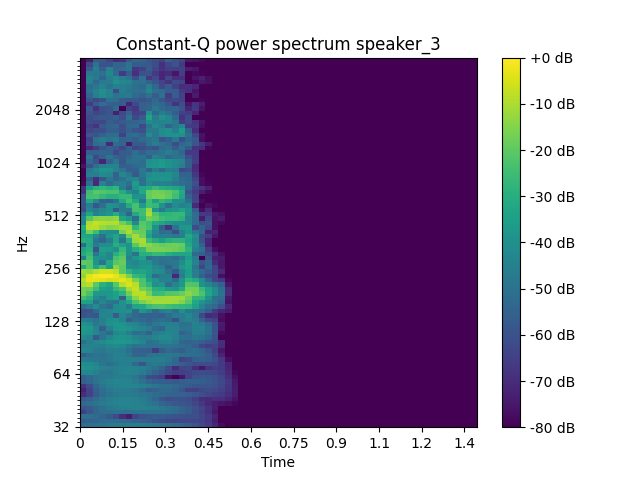 Constant-Q power spectrum speaker_3
Hz
2048
1024
512
256
128
64
32
0 0.15 0.3 0.45 0.6 0.75 0.9 1.1 1.2 1.4
Time
+0 dB
-10 dB
-20 dB
-30 dB
-40 dB
-50 dB
-60 dB
-70 dB
-80 dB